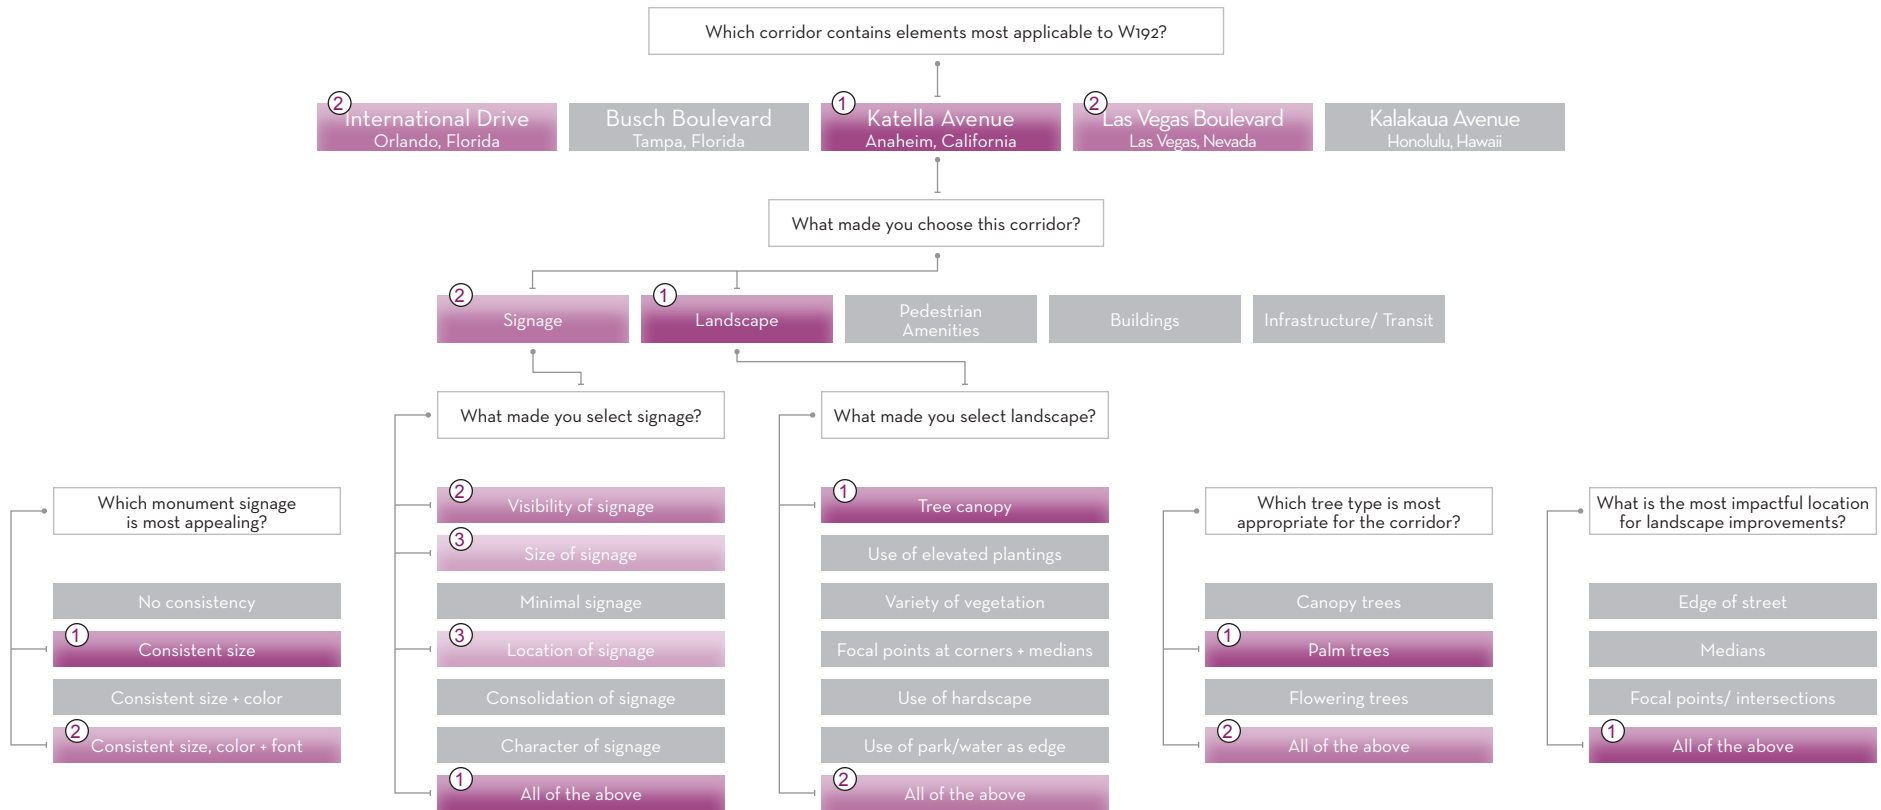 Which corridor contains elements most applicable to W192?
2
International Drive
Orlando, Florida
Busch Boulevard
Tampa, Florida
1
Katella Avenue
Anaheim, California
2
Las Vegas Boulevard
Las Vegas, Nevada
Kalakaua Avenue
Honolulu, Hawaii
What made you choose this corridor?
2
Signage
1
Landscape
Pedestrian
Amenities
Buildings
Infrastructure/ Transit
Which monument signage
is most appealing?
No consistency
1
Consistent size
Consistent size + color
2
Consistent size, color + font
What made you select signage?
2
Visibility of signage
3
Size of signage
Minimal signage
3
Location of signage
Consolidation of signage
Character of signage
1
All of the above
What made you select landscape?
1
Tree canopy
Use of elevated plantings
Variety of vegetation
Focal points at corners + medians
Use of hardscape
Use of park/water as edge
2
All of the above
Which tree type is most
appropriate for the corridor?
Canopy trees
1
Palm trees
Flowering trees
2
All of the above
What is the most impactful location
for landscape improvements?
Edge of street
Medians
Focal points/ intersections
1
All of the above